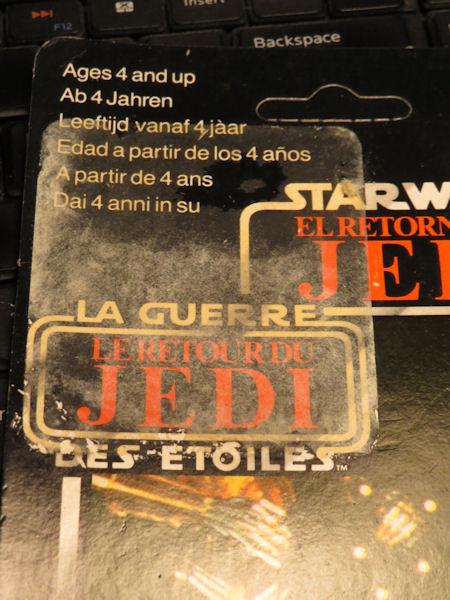 F12
Insert
Backspace
Ages 4 and up
Ab 4 Jahren
Leeftijd vanaf 4 jaar
Edad a partir de los 4 años
A partir de 4 ans
Dai 4 anni in su
STAR W
EL RETORN
JE
LA GUERRE
LE RETOUR DU
JEDI
DES ETOILES™